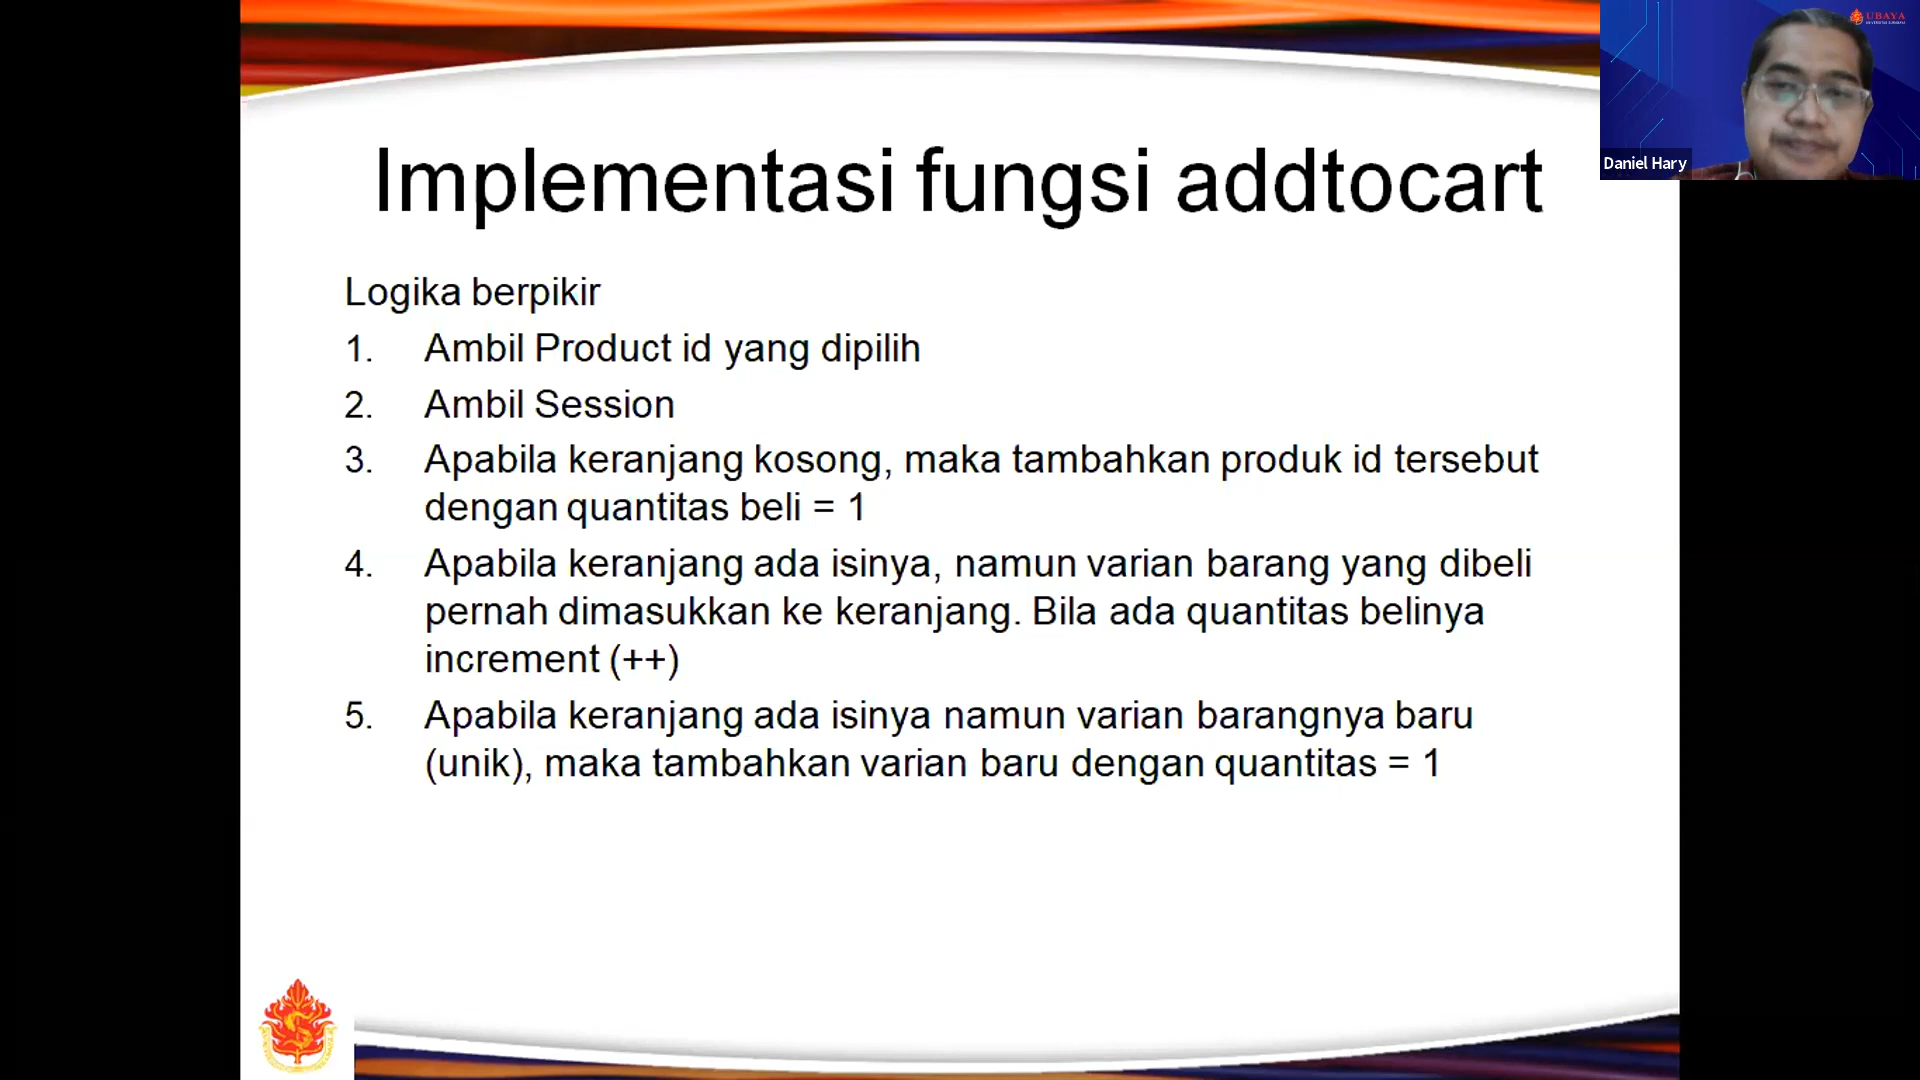 Implementasi fungsi addtocart
Logika berpikir
1. Ambil Product id yang dipilih
2. Ambil Session
3. Apabila keranjang kosong, maka tambahkan produk id tersebut
dengan quantitas beli = 1
4. Apabila keranjang ada isinya, namun varian barang yang dibeli
pernah dimasukkan ke keranjang. Bila ada quantitas belinya
increment (++)
5. Apabila keranjang ada isinya namun varian barangnya baru
(unik), maka tambahkan varian baru dengan quantitas = 1
UBAYA
Daniel Hary